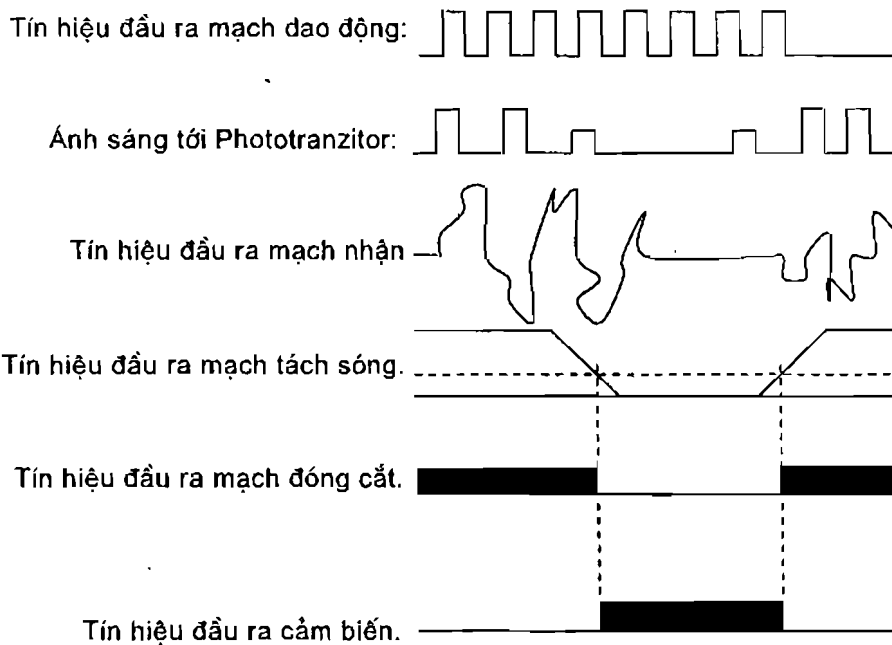 Tín hiệu đầu ra mạch dao động:
Ánh sáng tới Phototranzitor:
Tín hiệu đầu ra mạch nhận
Tín hiệu đầu ra mạch tách sóng.
Tín hiệu đầu ra mạch đóng cắt.
Tín hiệu đầu ra cảm biến.